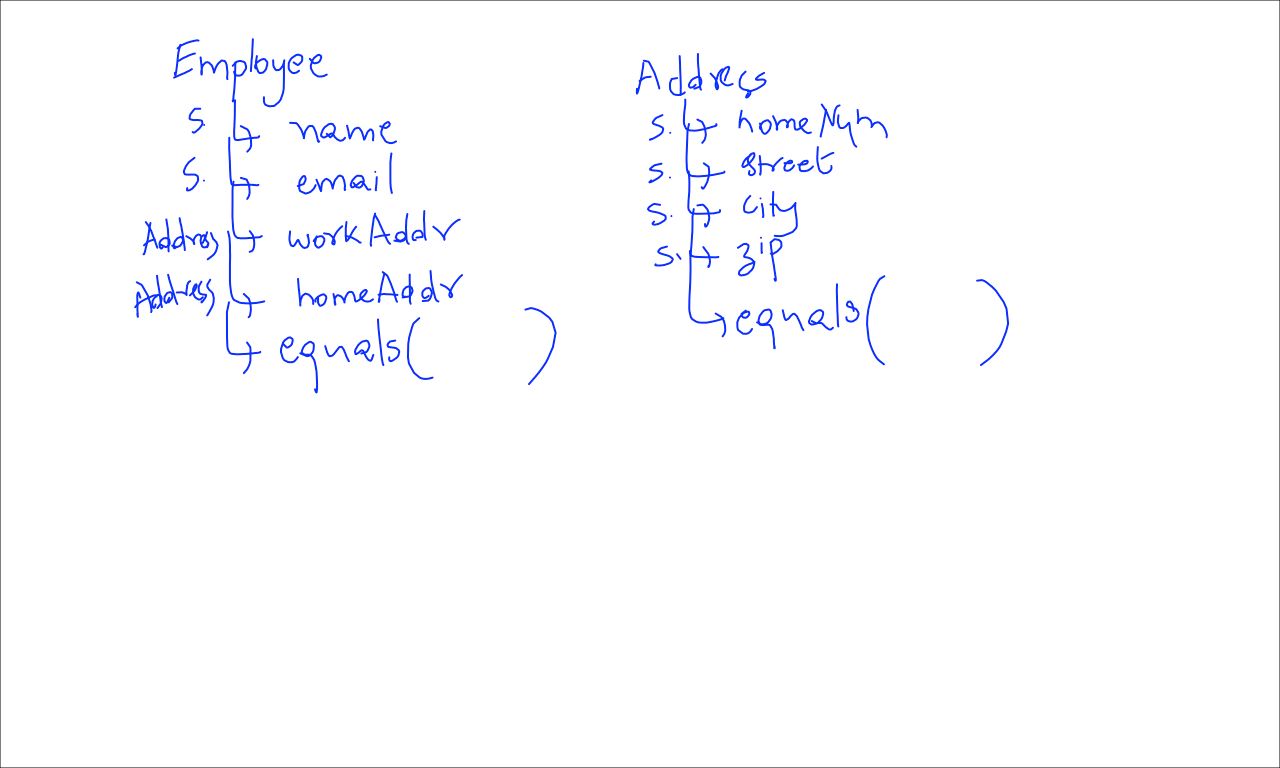 Employee
S. name
S. email
Address workAddr
Address homeAddr
equals( )
Address
S. homeNum
S. street
S. city
S. zip
equals( )